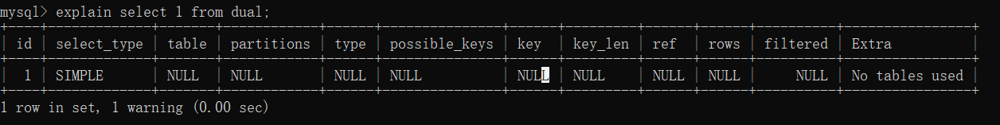 mysql> explain select 1 from dual;
+----+-------------+-------+------------+------+---------------+------+---------+------+------+----------+----------------+
| id | select_type | table | partitions | type | possible_keys | key | key_len | ref | rows | filtered | Extra |
+----+-------------+-------+------------+------+---------------+------+---------+------+------+----------+----------------+
| 1 | SIMPLE | NULL | NULL | NULL | NULL | NULL | NULL | NULL | NULL | NULL | No tables used |
+----+-------------+-------+------------+------+---------------+------+---------+------+------+----------+----------------+
1 row in set, 1 warning (0.00 sec)